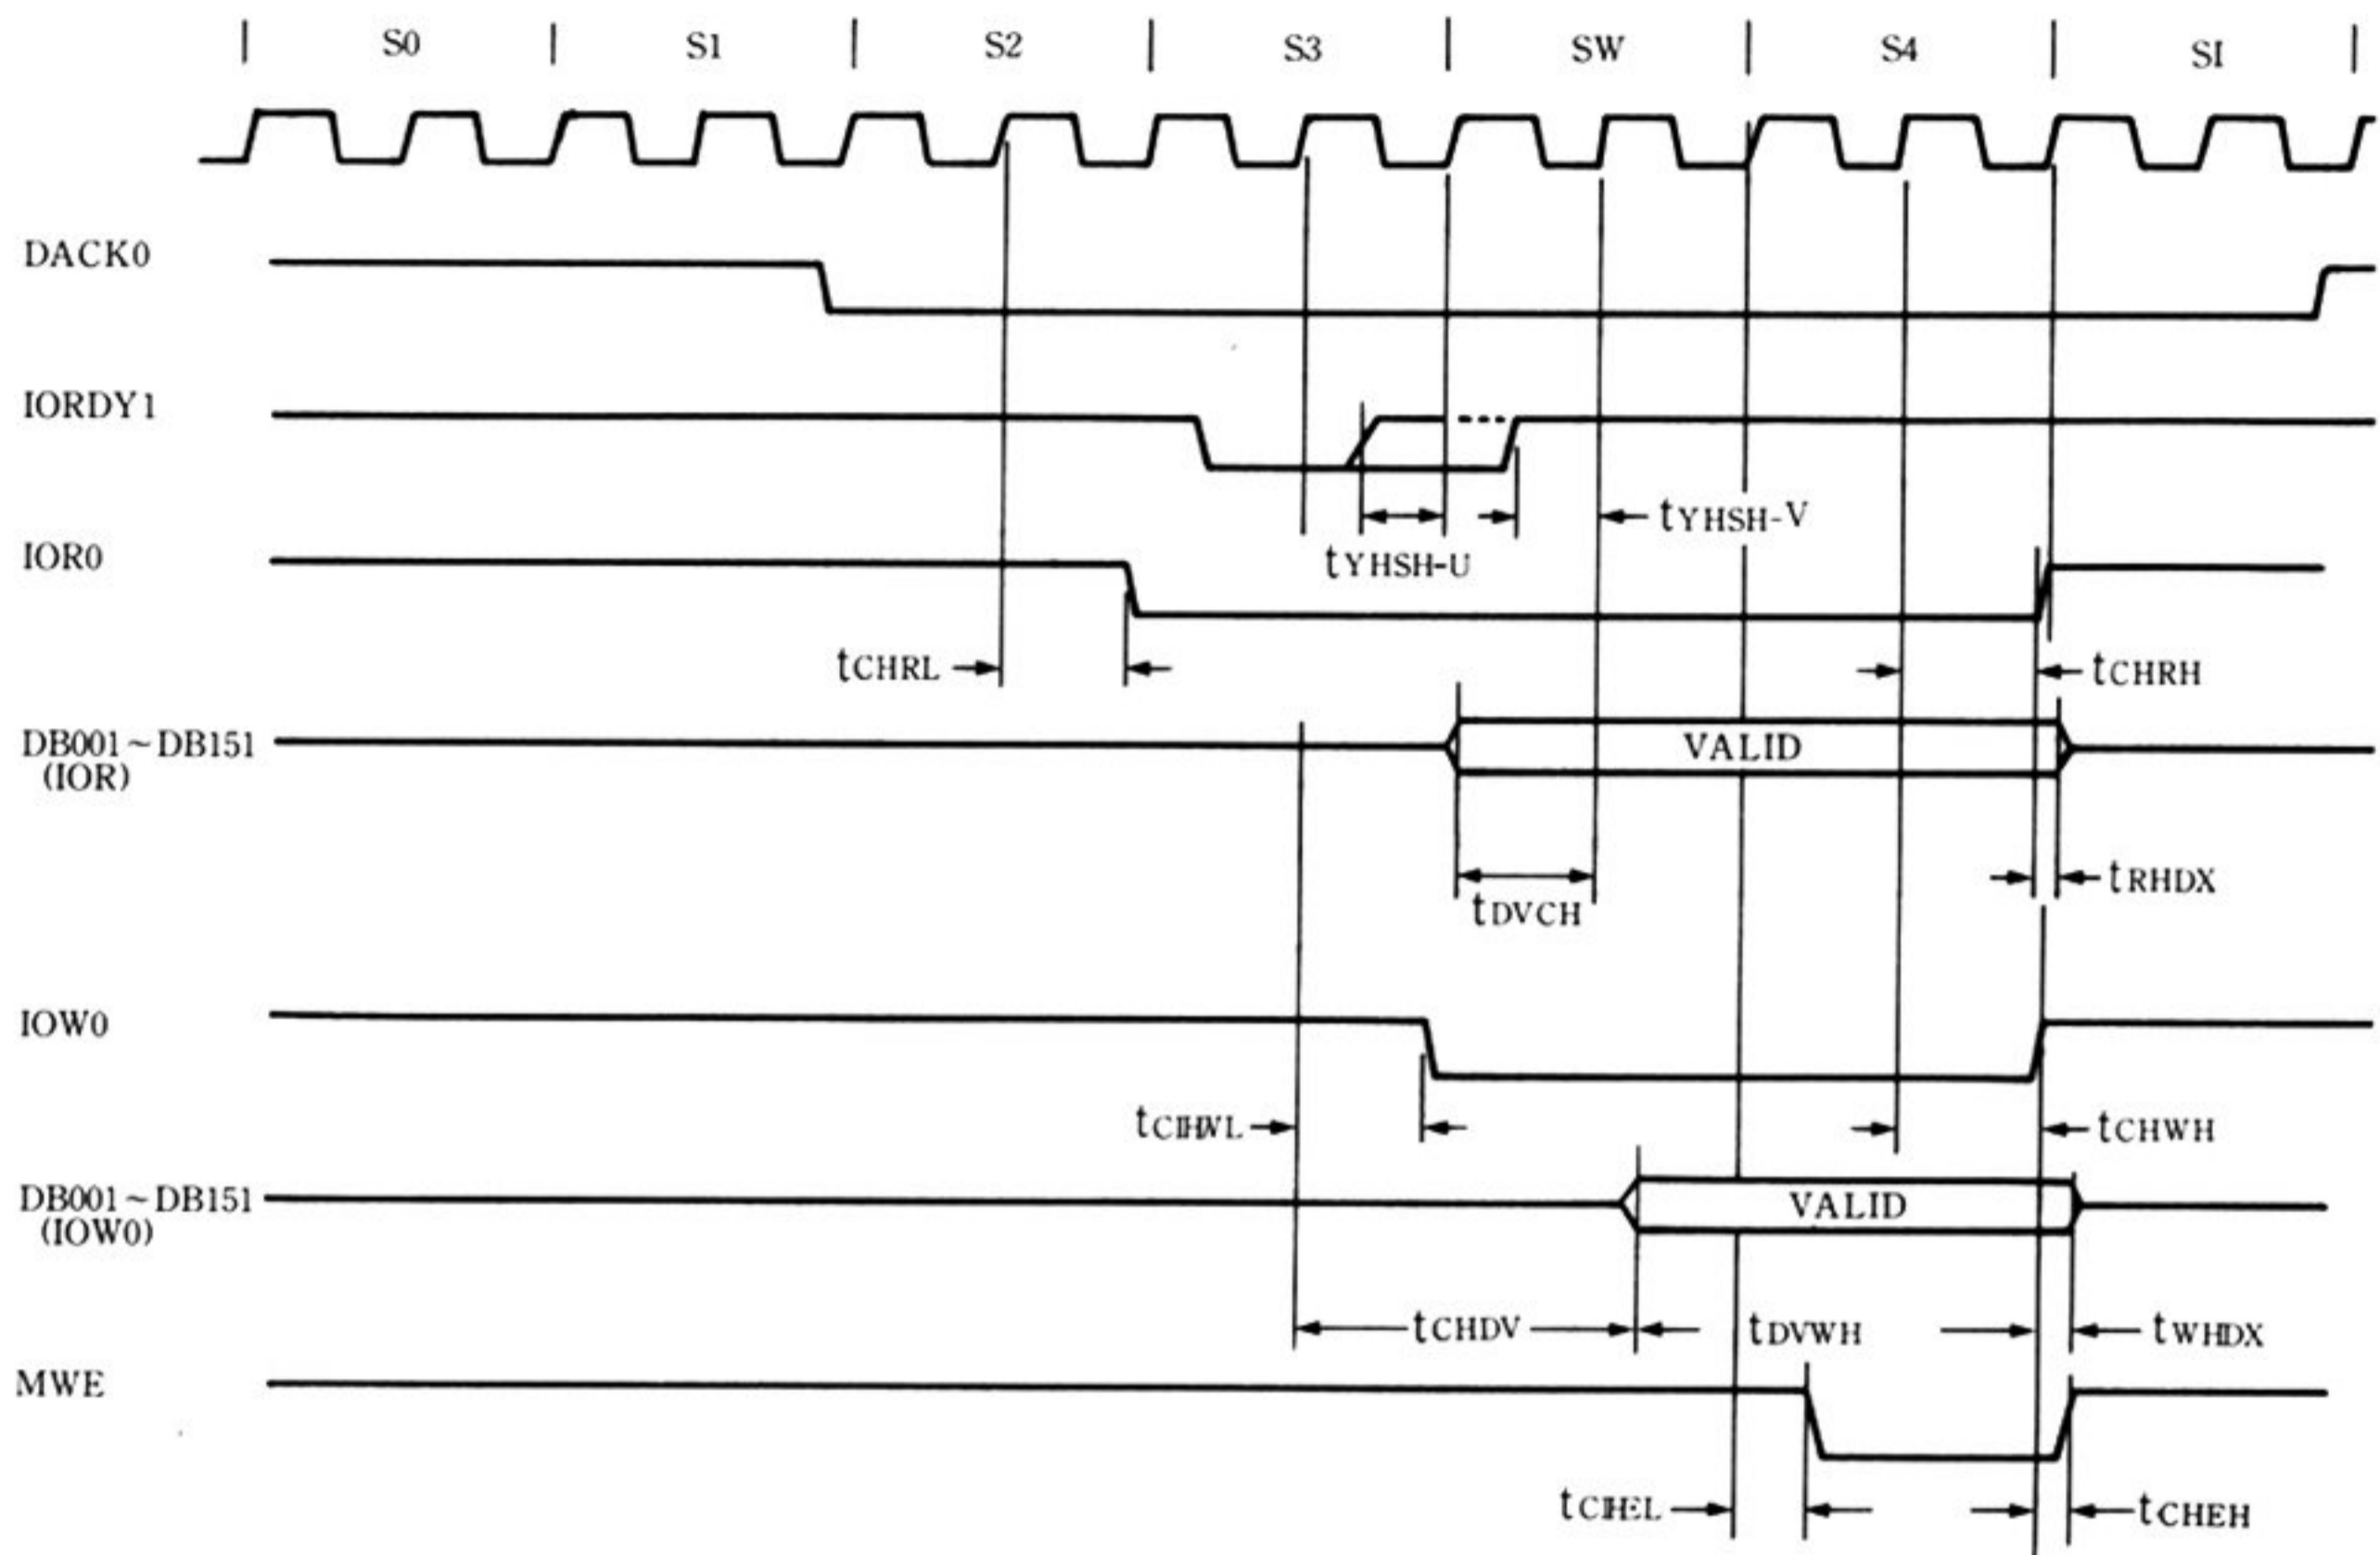 S0 S1 S2 S3 SW S4 SI
DACK0
IORDY1
tYHSH-V
tYHSH-U
IOR0
tCHRL
tCHRH
DB001~DB151
(IOR)
VALID
tRHDX
tDVCH
IOW0
tCHWL
tCHWH
DB001~DB151
(IOW0)
VALID
tCHDV
tDVWH
tWHDX
MWE
tCHEL
tCHEH